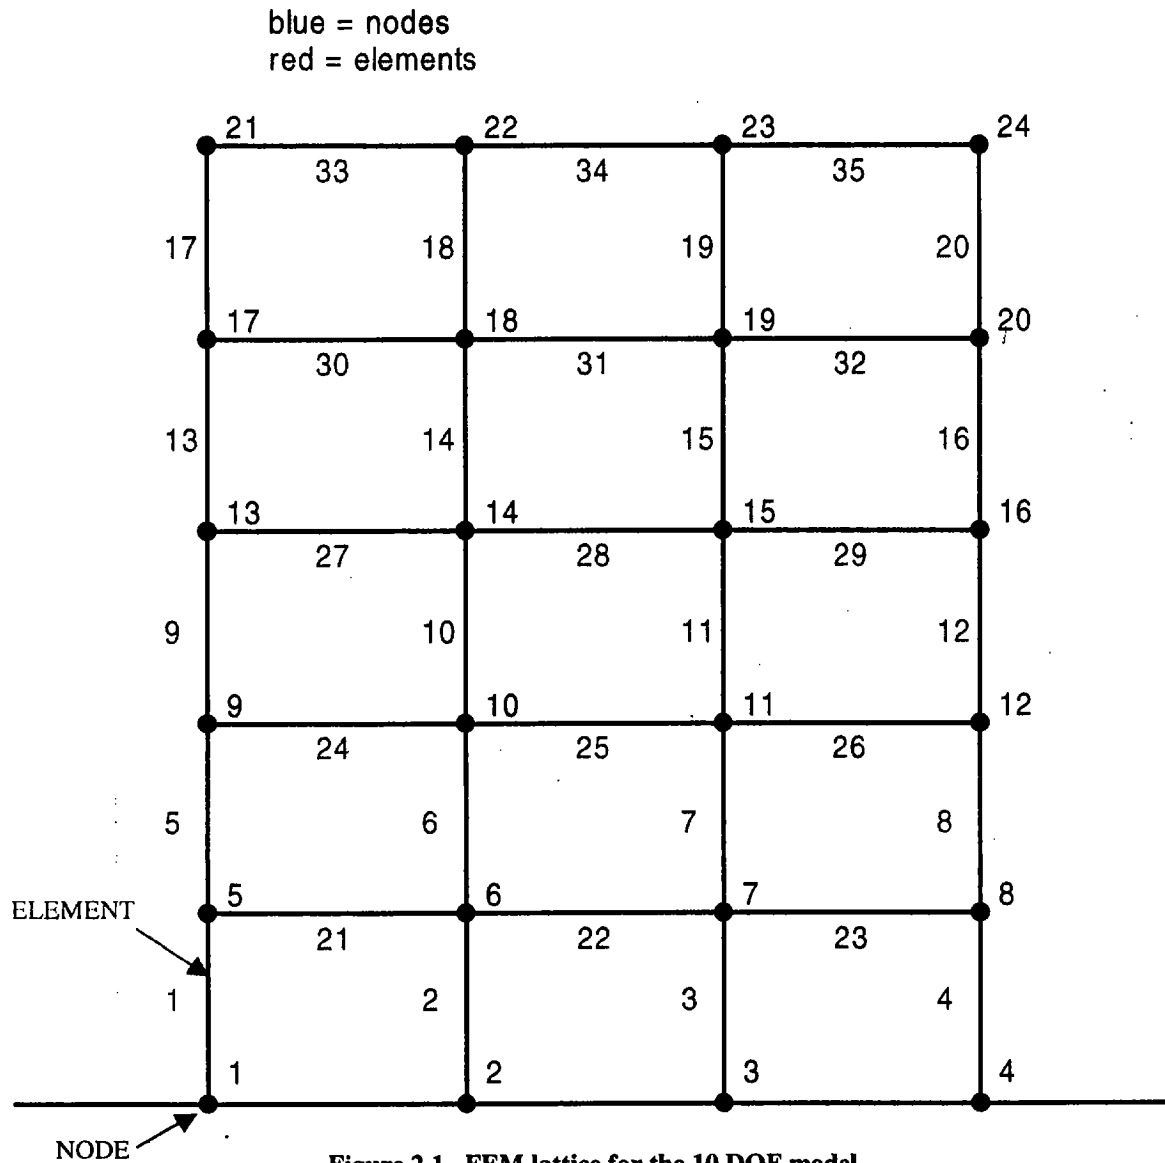 blue = nodes
red = elements
21 22 23 24
33 34 35
17 18 19 20
17 18 19 20
30 31 32
13 14 15 16
13 14 15 16
27 28 29
9 10 11 12
9 10 11 12
24 25 26
5 6 7 8
5 6 7 8
ELEMENT
21 22 23
1 2 3 4
1 2 3 4
NODE
Figure 2.1 FEM lattice for the 10 DOF model